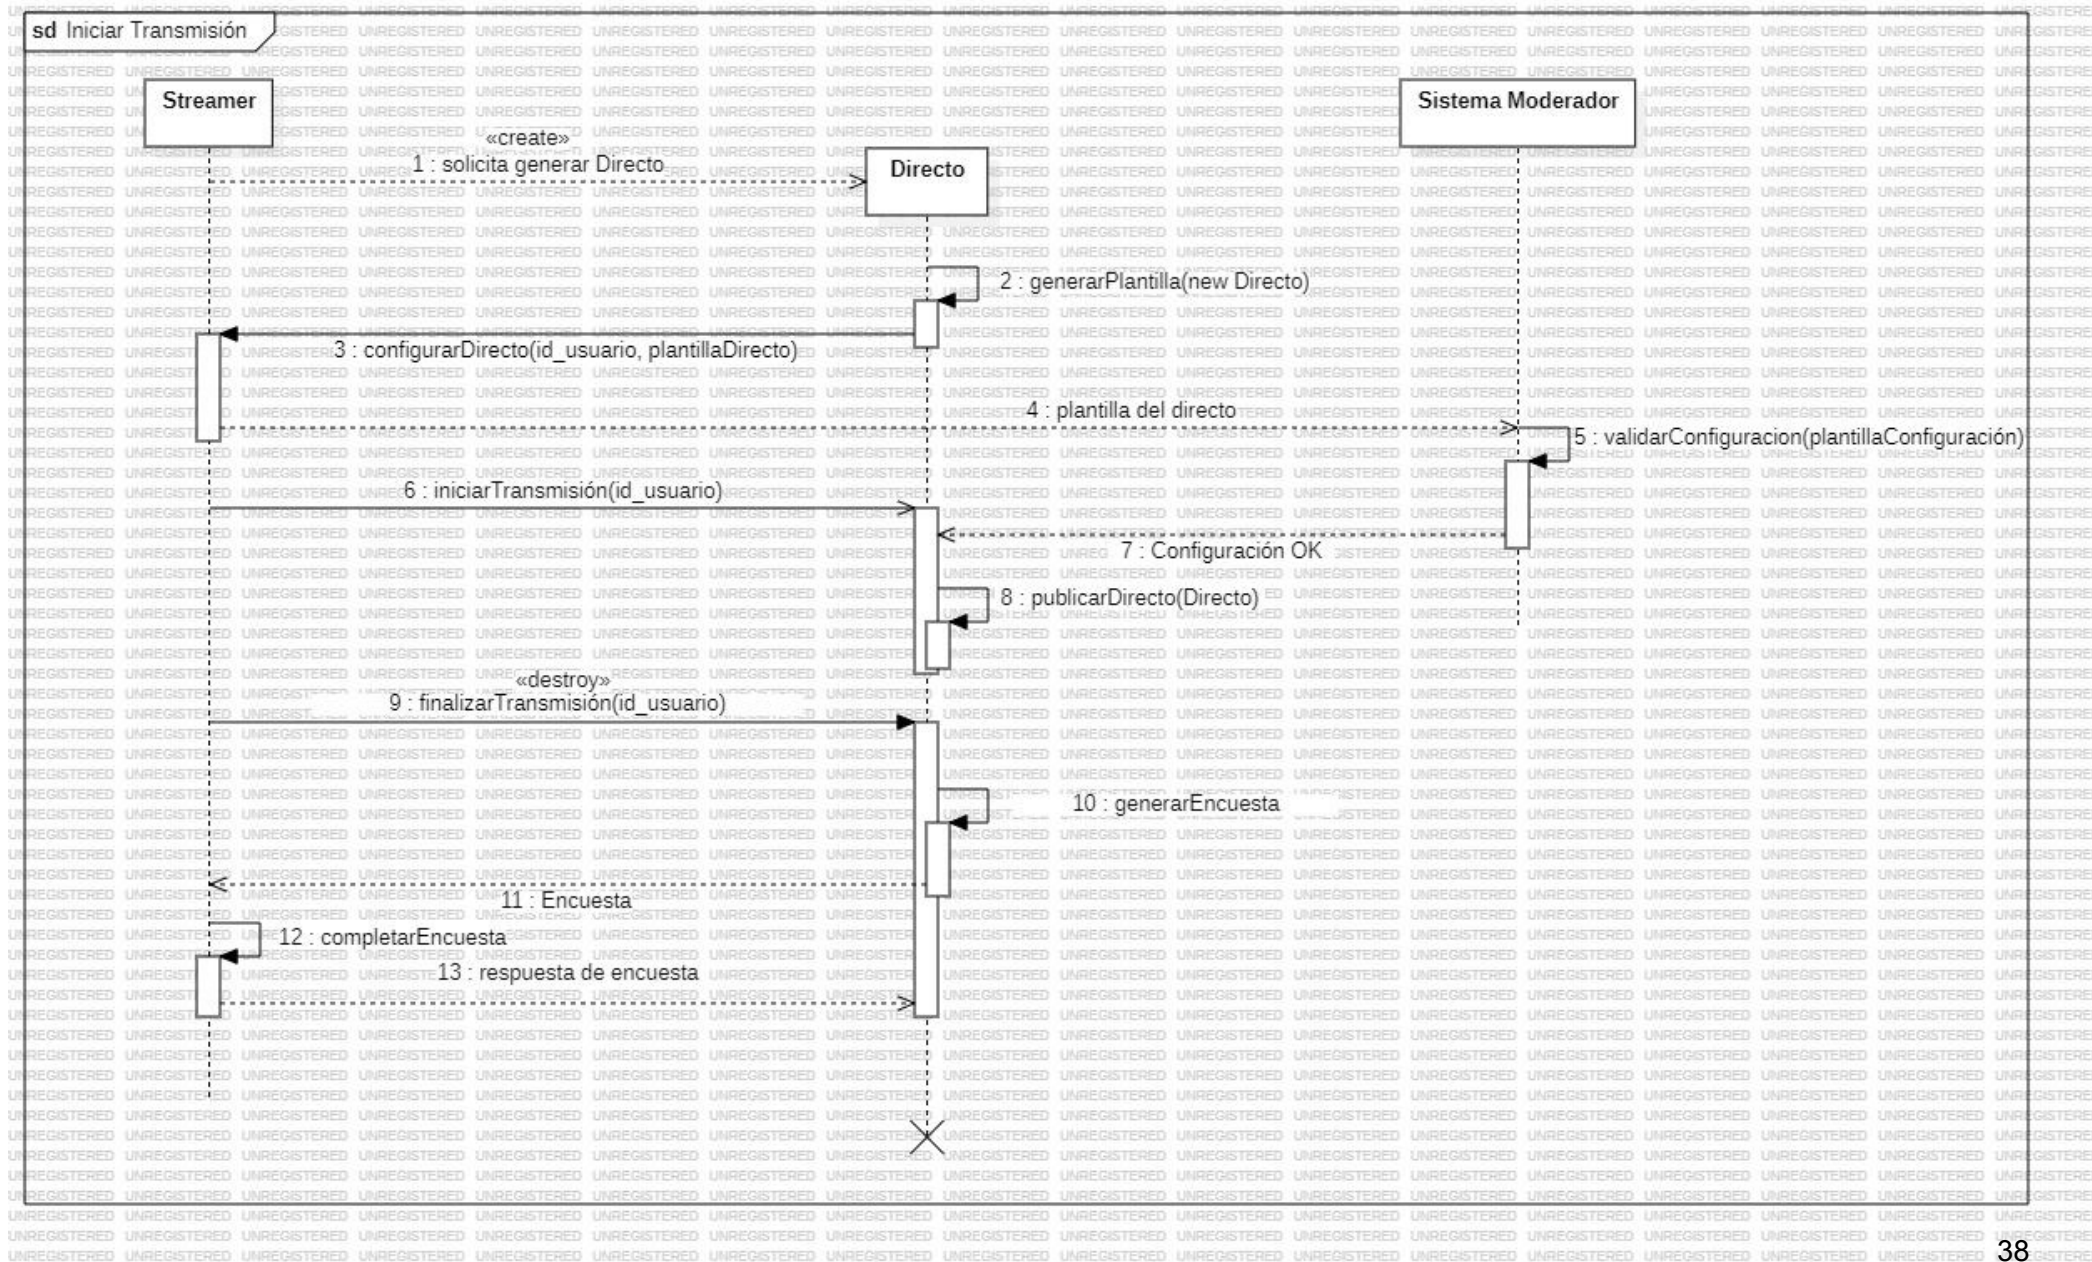 sd Iniciar Transmisión
Streamer
Sistema Moderador
«create»
1 : solicita generar Directo
Directo
2 : generarPlantilla(new Directo)
3 : configurarDirecto(id_usuario, plantillaDirecto)
4 : plantilla del directo
5 : validarConfiguracion(plantillaConfiguración)
6 : iniciarTransmisión(id_usuario)
7 : Configuración OK
8 : publicarDirecto(Directo)
«destroy»
9 : finalizarTransmisión(id_usuario)
10 : generarEncuesta
11 : Encuesta
12 : completarEncuesta
13 : respuesta de encuesta
38
UNREGISTERED